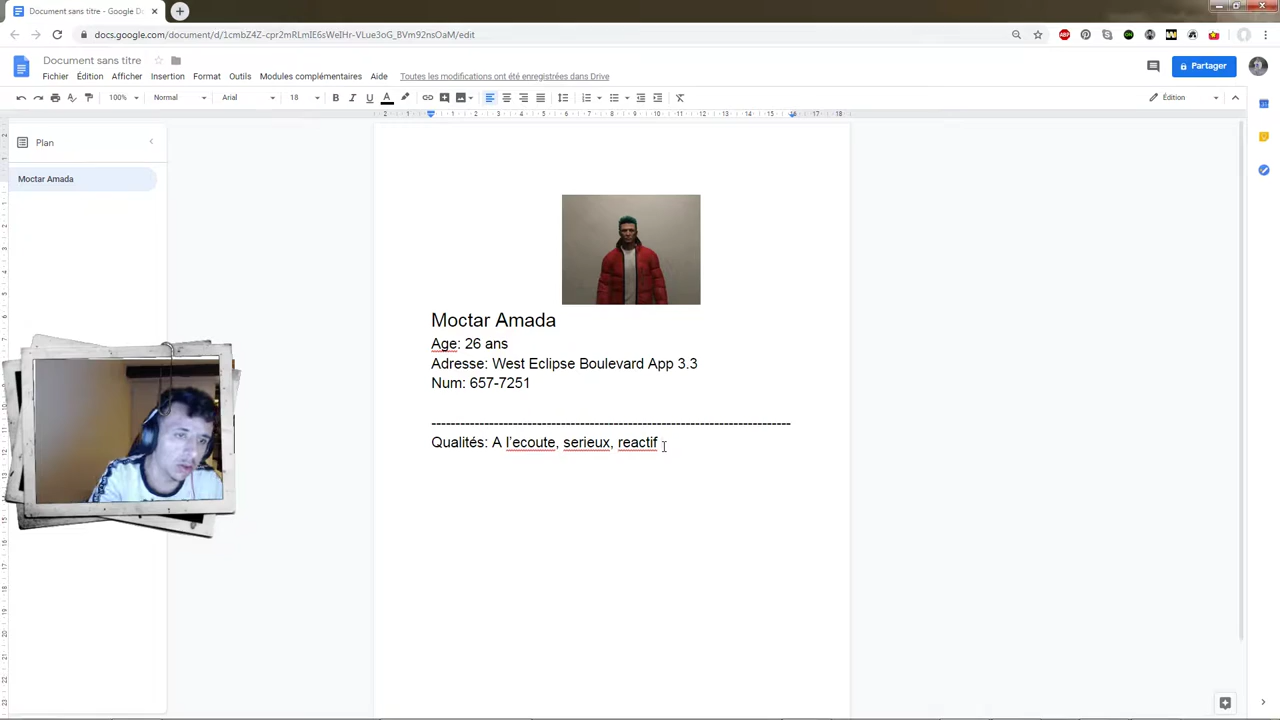 Document sans titre - Google D
docs.google.com/document/d/1cmbZ4Z-cpr2mRLmIE6sWeIHr-VLue3oG_BVm92nsOaM/edit
Document sans titre
Fichier Édition Afficher Insertion Format Outils Modules complémentaires Aide Toutes les modifications ont été enregistrées dans Drive
Partager
100% Normal Arial 18 Édition
Plan
Moctar Amada
Moctar Amada
Age: 26 ans
Adresse: West Eclipse Boulevard App 3.3
Num: 657-7251
--------------------------------------------------------------------------
Qualités: A l'ecoute, serieux, reactif